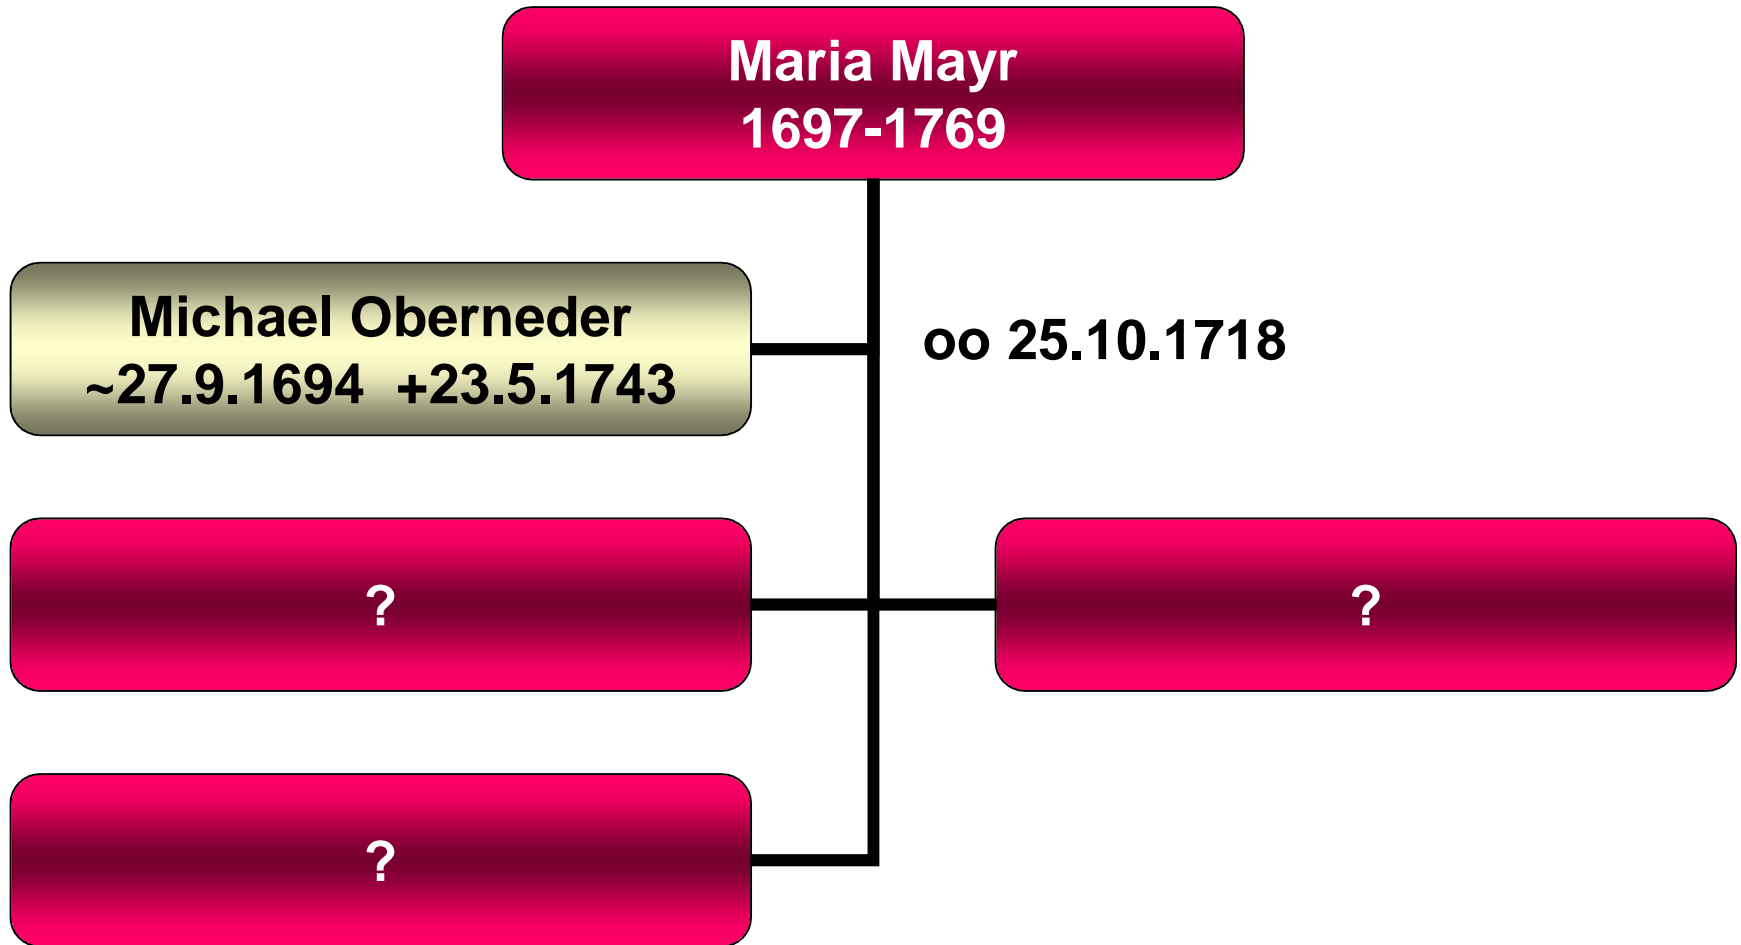 Maria Mayr
1697-1769
Michael Oberneder
~27.9.1694  +23.5.1743
oo 25.10.1718
?
?
?